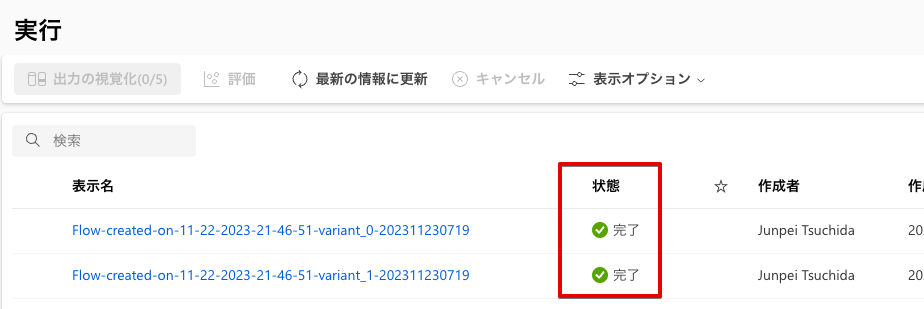 実行
出力の視覚化(0/5) 評価 最新の情報に更新 キャンセル 表示オプション
検索
表示名 状態 作成者
Flow-created-on-11-22-2023-21-46-51-variant_0-202311230719 完了 Junpei Tsuchida 20
Flow-created-on-11-22-2023-21-46-51-variant_1-202311230719 完了 Junpei Tsuchida 20